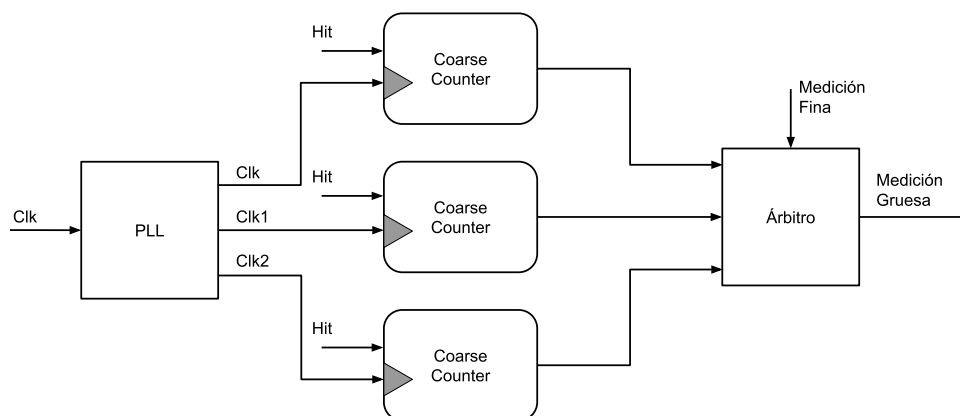 Hit
Coarse
Counter
Medición
Fina
Clk
Hit
Medición
Gruesa
Clk
Clk1
PLL
Coarse
Counter
Árbitro
Clk2
Hit
Coarse
Counter